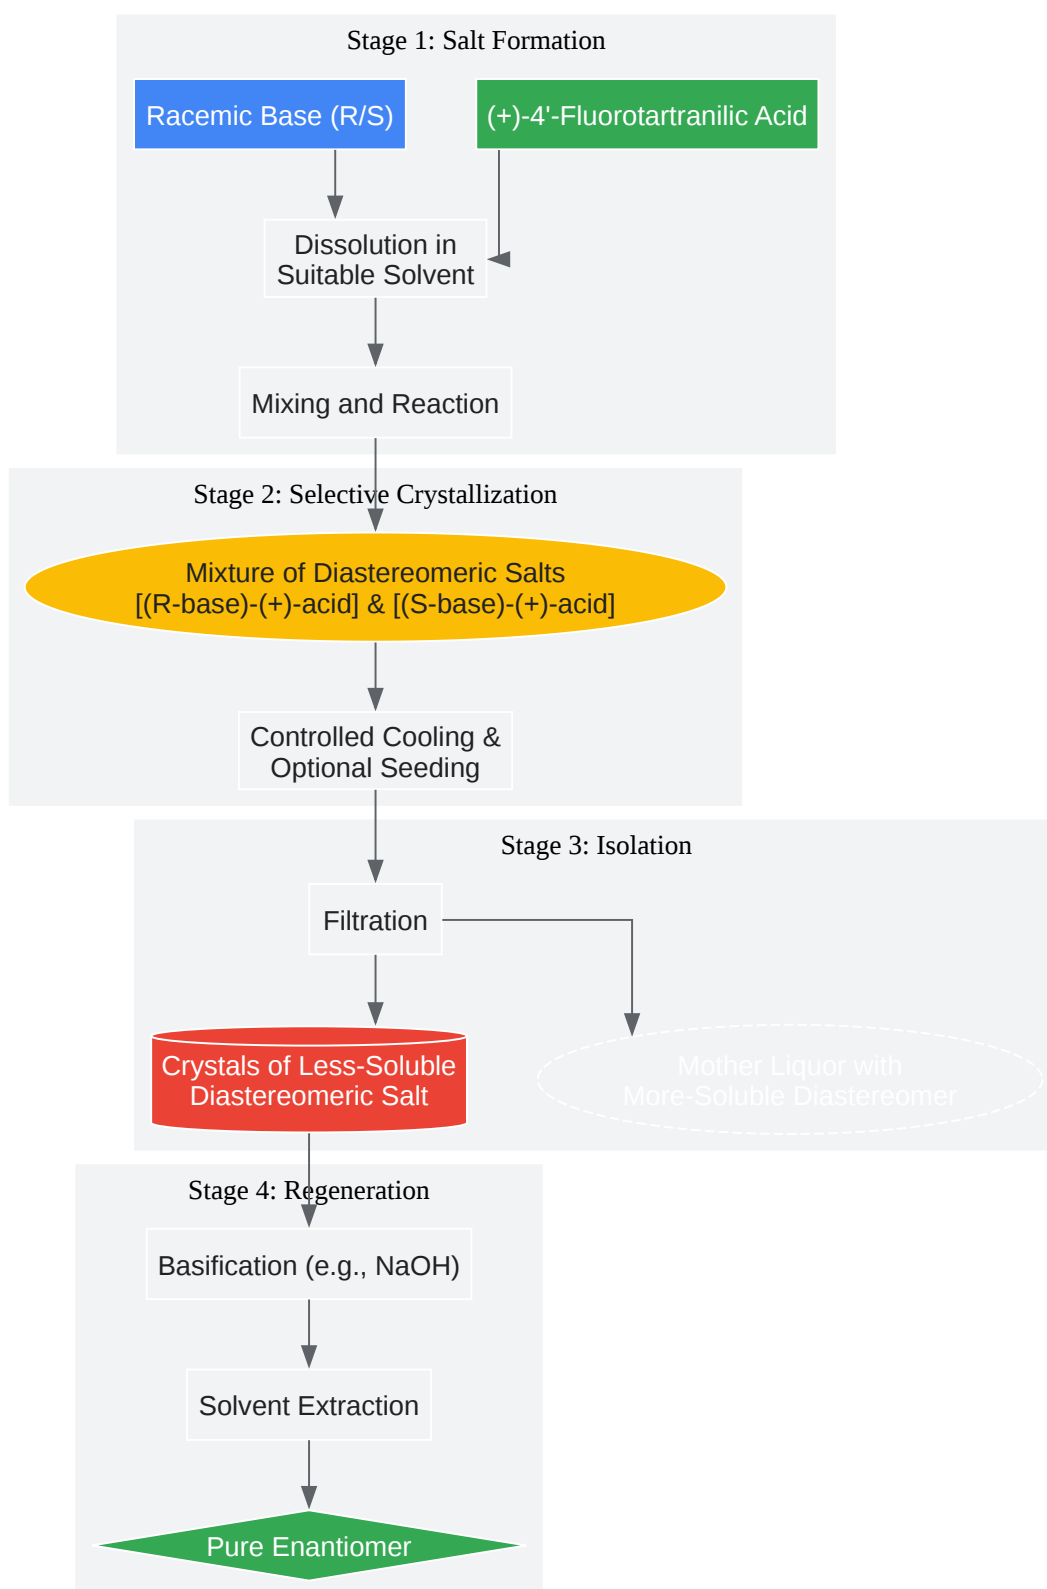 Stage 1: Salt Formation
Racemic Base (R/S)
(+)-4'-Fluorotartranilic Acid
Dissolution in
Suitable Solvent
Mixing and Reaction
Stage 2: Selective Crystallization
Mixture of Diastereomeric Salts
[(R-base)-(+)-acid] & [(S-base)-(+)-acid]
Controlled Cooling &
Optional Seeding
Stage 3: Isolation
Filtration
Crystals of Less-Soluble
Diastereomeric Salt
Mother Liquor with
More-Soluble Diastereomer
Stage 4: Regeneration
Basification (e.g., NaOH)
Solvent Extraction
Pure Enantiomer